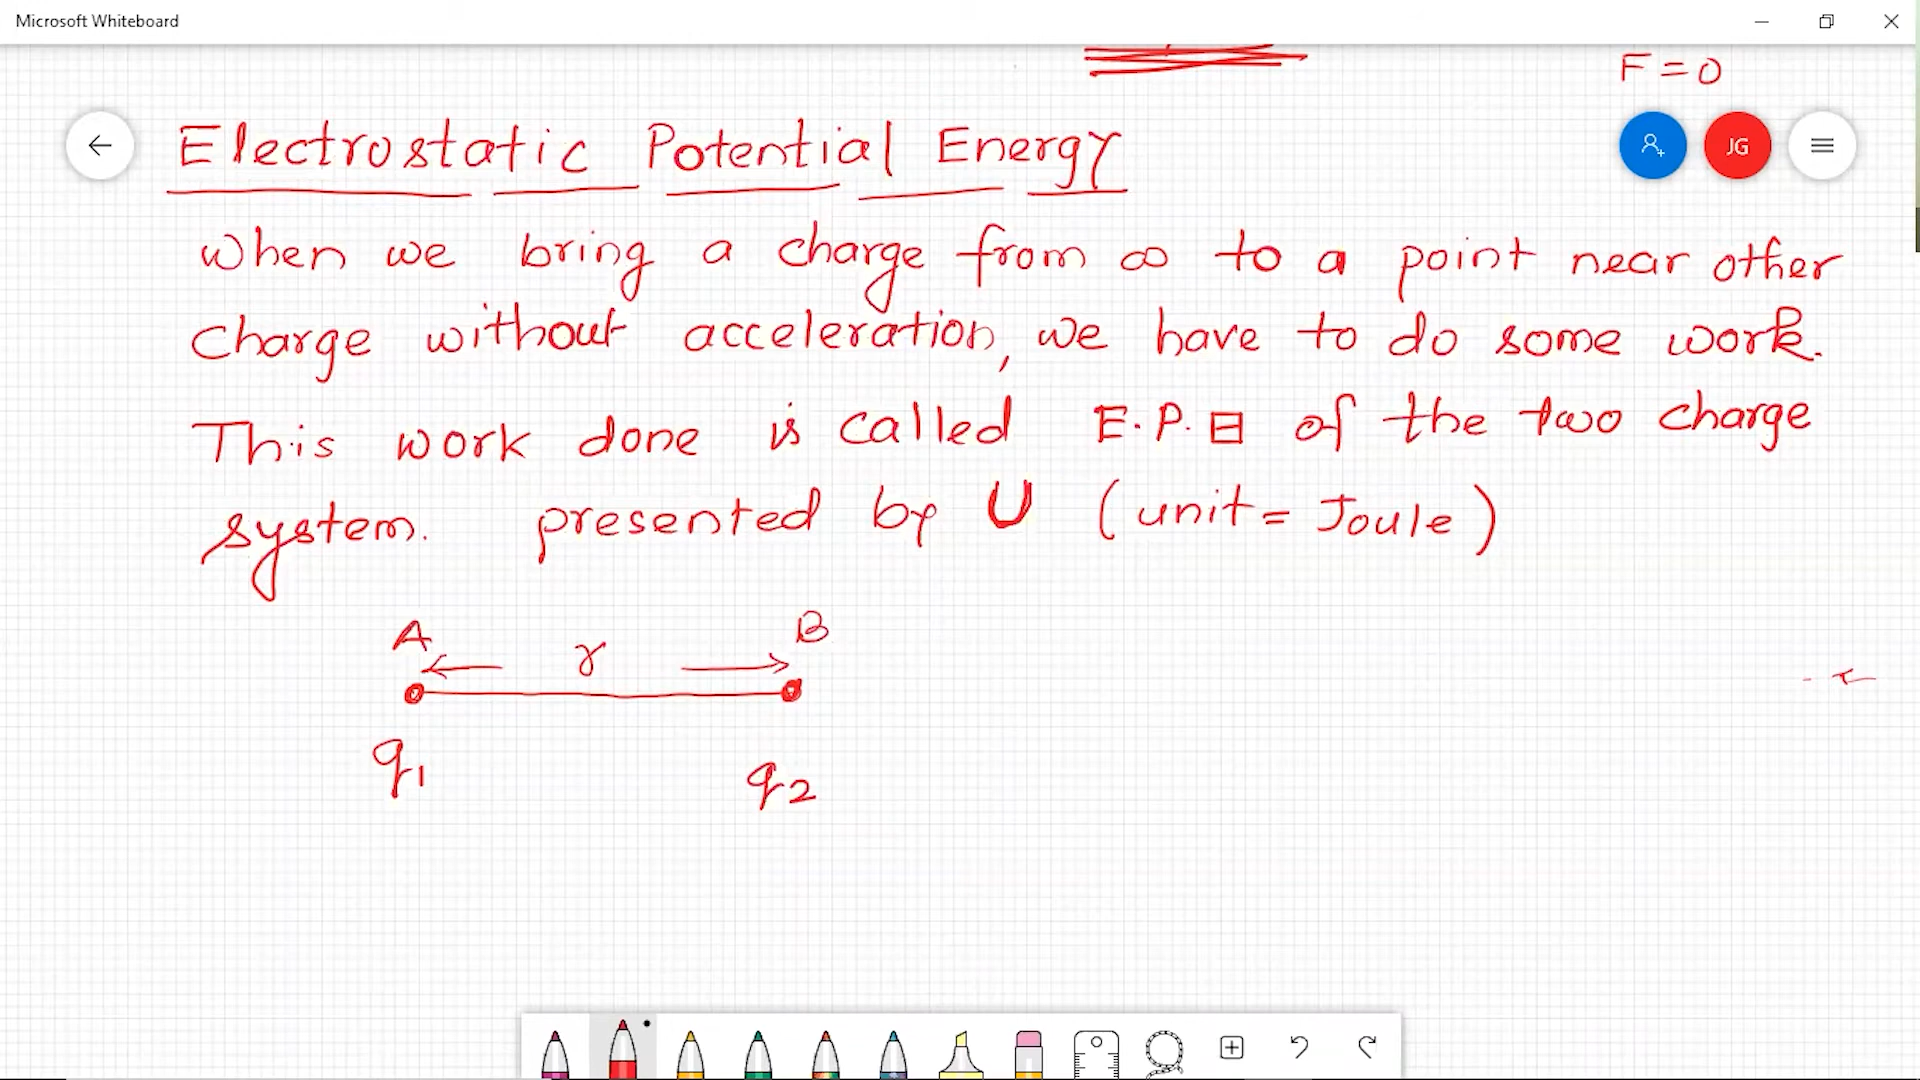 Microsoft Whiteboard
F = 0
JG
Electrostatic Potential Energy
when we bring a charge from ∞ to a point near other
charge without acceleration, we have to do some work.
This work done is called E.P.E of the two charge
system. presented by U (unit = Joule)
A B
r
q1 q2